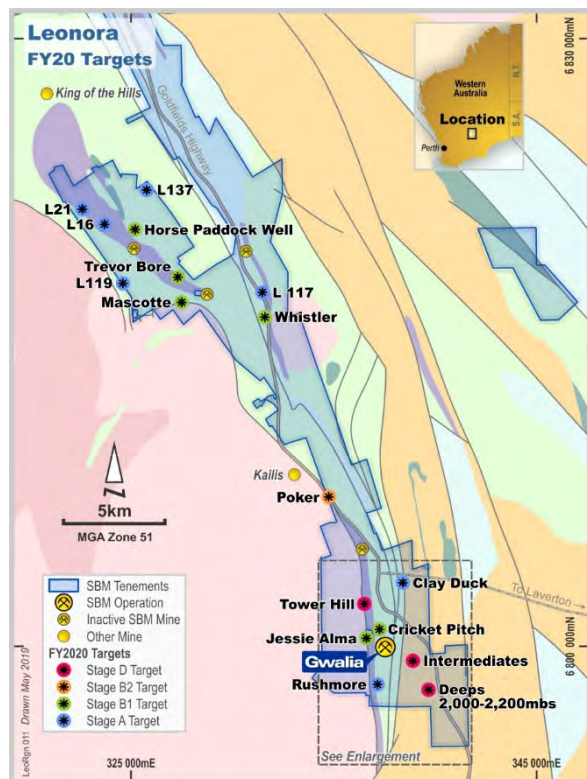 Leonora
FY20 Targets
6 830 000mN
King of the Hills
Goldfields Highway
Western
Australia
N.T.
S.A.
Location
Perth
L137
L21
L16
Horse Paddock Well
Trevor Bore
L119
Mascotte
L 117
Whistler
Kailis
Poker
N
5km
MGA Zone 51
Clay Duck
To Laverton
Tower Hill
Cricket Pitch
Jessie Alma
Gwalia
Intermediates
Rushmore
Deeps
2,000-2,200mbs
6 800 000mN
SBM Tenements
SBM Operation
Inactive SBM Mine
Other Mine
FY2020 Targets
Stage D Target
Stage B2 Target
Stage B1 Target
Stage A Target
LeoRgn 011 Drawn May 2019
See Enlargement
325 000mE
345 000mE